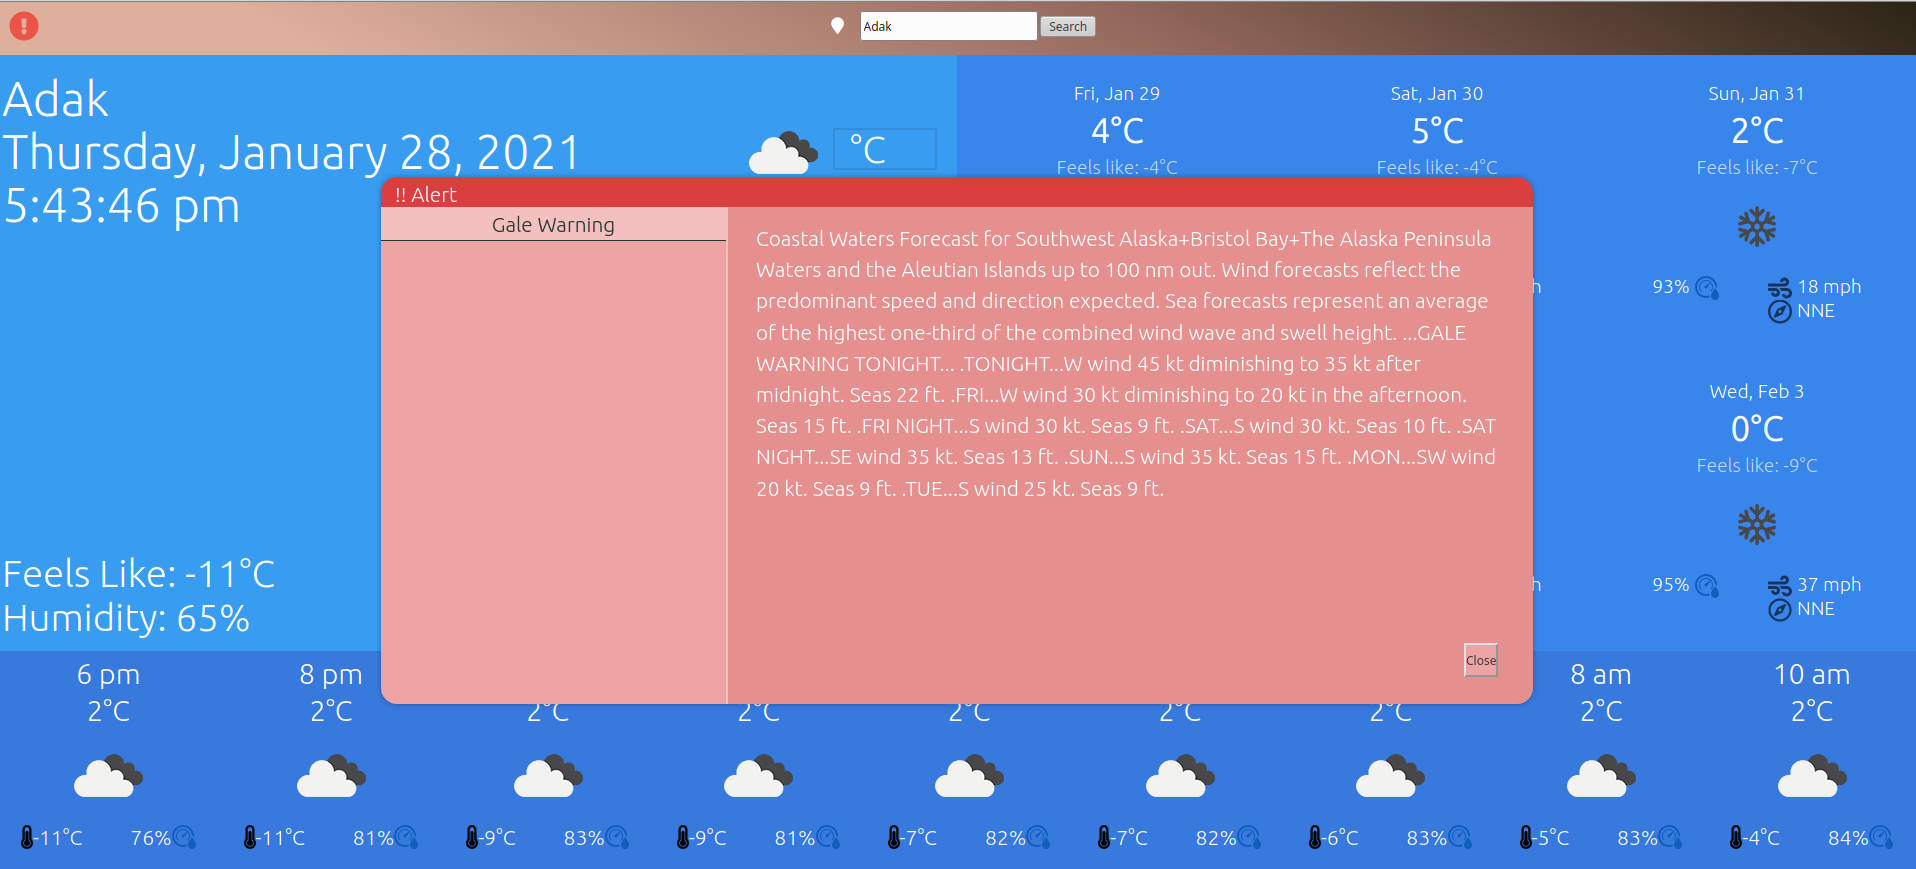 Adak
Search
Adak
Thursday, January 28, 2021
5:43:46 pm
°C
Feels Like: -11°C
Humidity: 65%
Fri, Jan 29
4°C
Feels like: -4°C
Sat, Jan 30
5°C
Feels like: -4°C
Sun, Jan 31
2°C
Feels like: -7°C
h
93%
18 mph
NNE
Wed, Feb 3
0°C
Feels like: -9°C
h
95%
37 mph
NNE
!! Alert
Gale Warning
Coastal Waters Forecast for Southwest Alaska+Bristol Bay+The Alaska Peninsula
Waters and the Aleutian Islands up to 100 nm out. Wind forecasts reflect the
predominant speed and direction expected. Sea forecasts represent an average
of the highest one-third of the combined wind wave and swell height. ...GALE
WARNING TONIGHT... .TONIGHT...W wind 45 kt diminishing to 35 kt after
midnight. Seas 22 ft. .FRI...W wind 30 kt diminishing to 20 kt in the afternoon.
Seas 15 ft. .FRI NIGHT...S wind 30 kt. Seas 9 ft. .SAT...S wind 30 kt. Seas 10 ft. .SAT
NIGHT...SE wind 35 kt. Seas 13 ft. .SUN...S wind 35 kt. Seas 15 ft. .MON...SW wind
20 kt. Seas 9 ft. .TUE...S wind 25 kt. Seas 9 ft.
Close
6 pm
2°C
-11°C 76%
8 pm
2°C
-11°C 81%
2°C
-9°C 83%
2°C
-9°C 81%
2°C
-7°C 82%
2°C
-7°C 82%
2°C
-6°C 83%
8 am
2°C
-5°C 83%
10 am
2°C
-4°C 84%